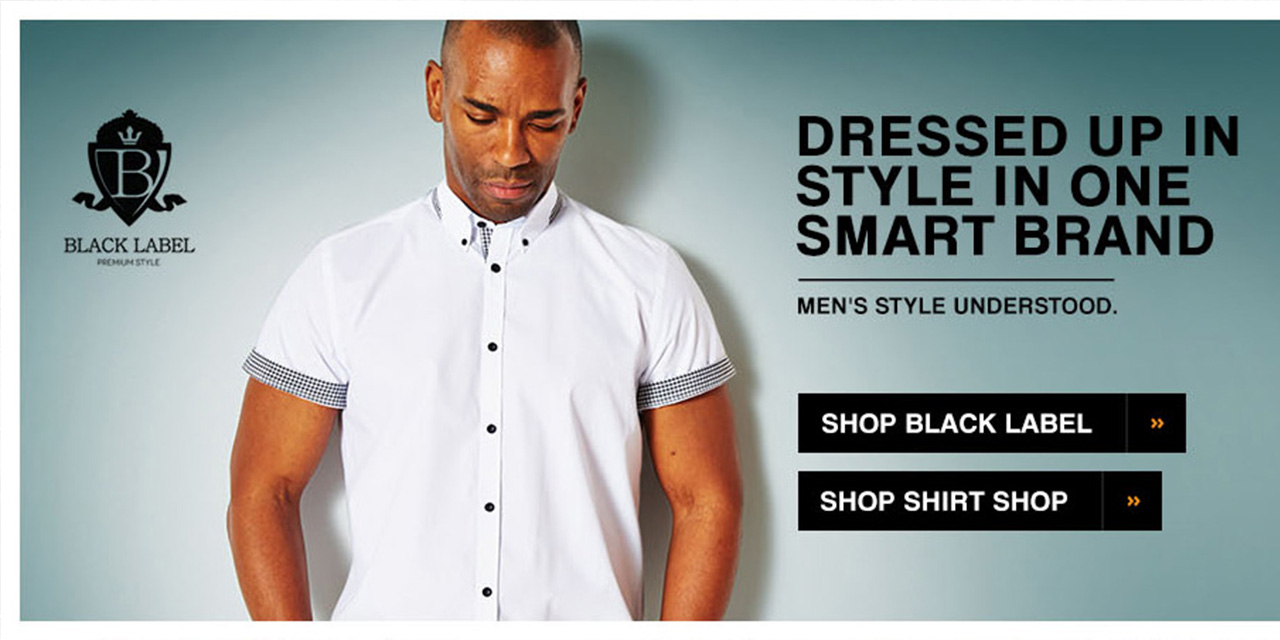 B
BLACK LABEL
PREMIUM STYLE
DRESSED UP IN
STYLE IN ONE
SMART BRAND
MEN'S STYLE UNDERSTOOD.
SHOP BLACK LABEL »
SHOP SHIRT SHOP »